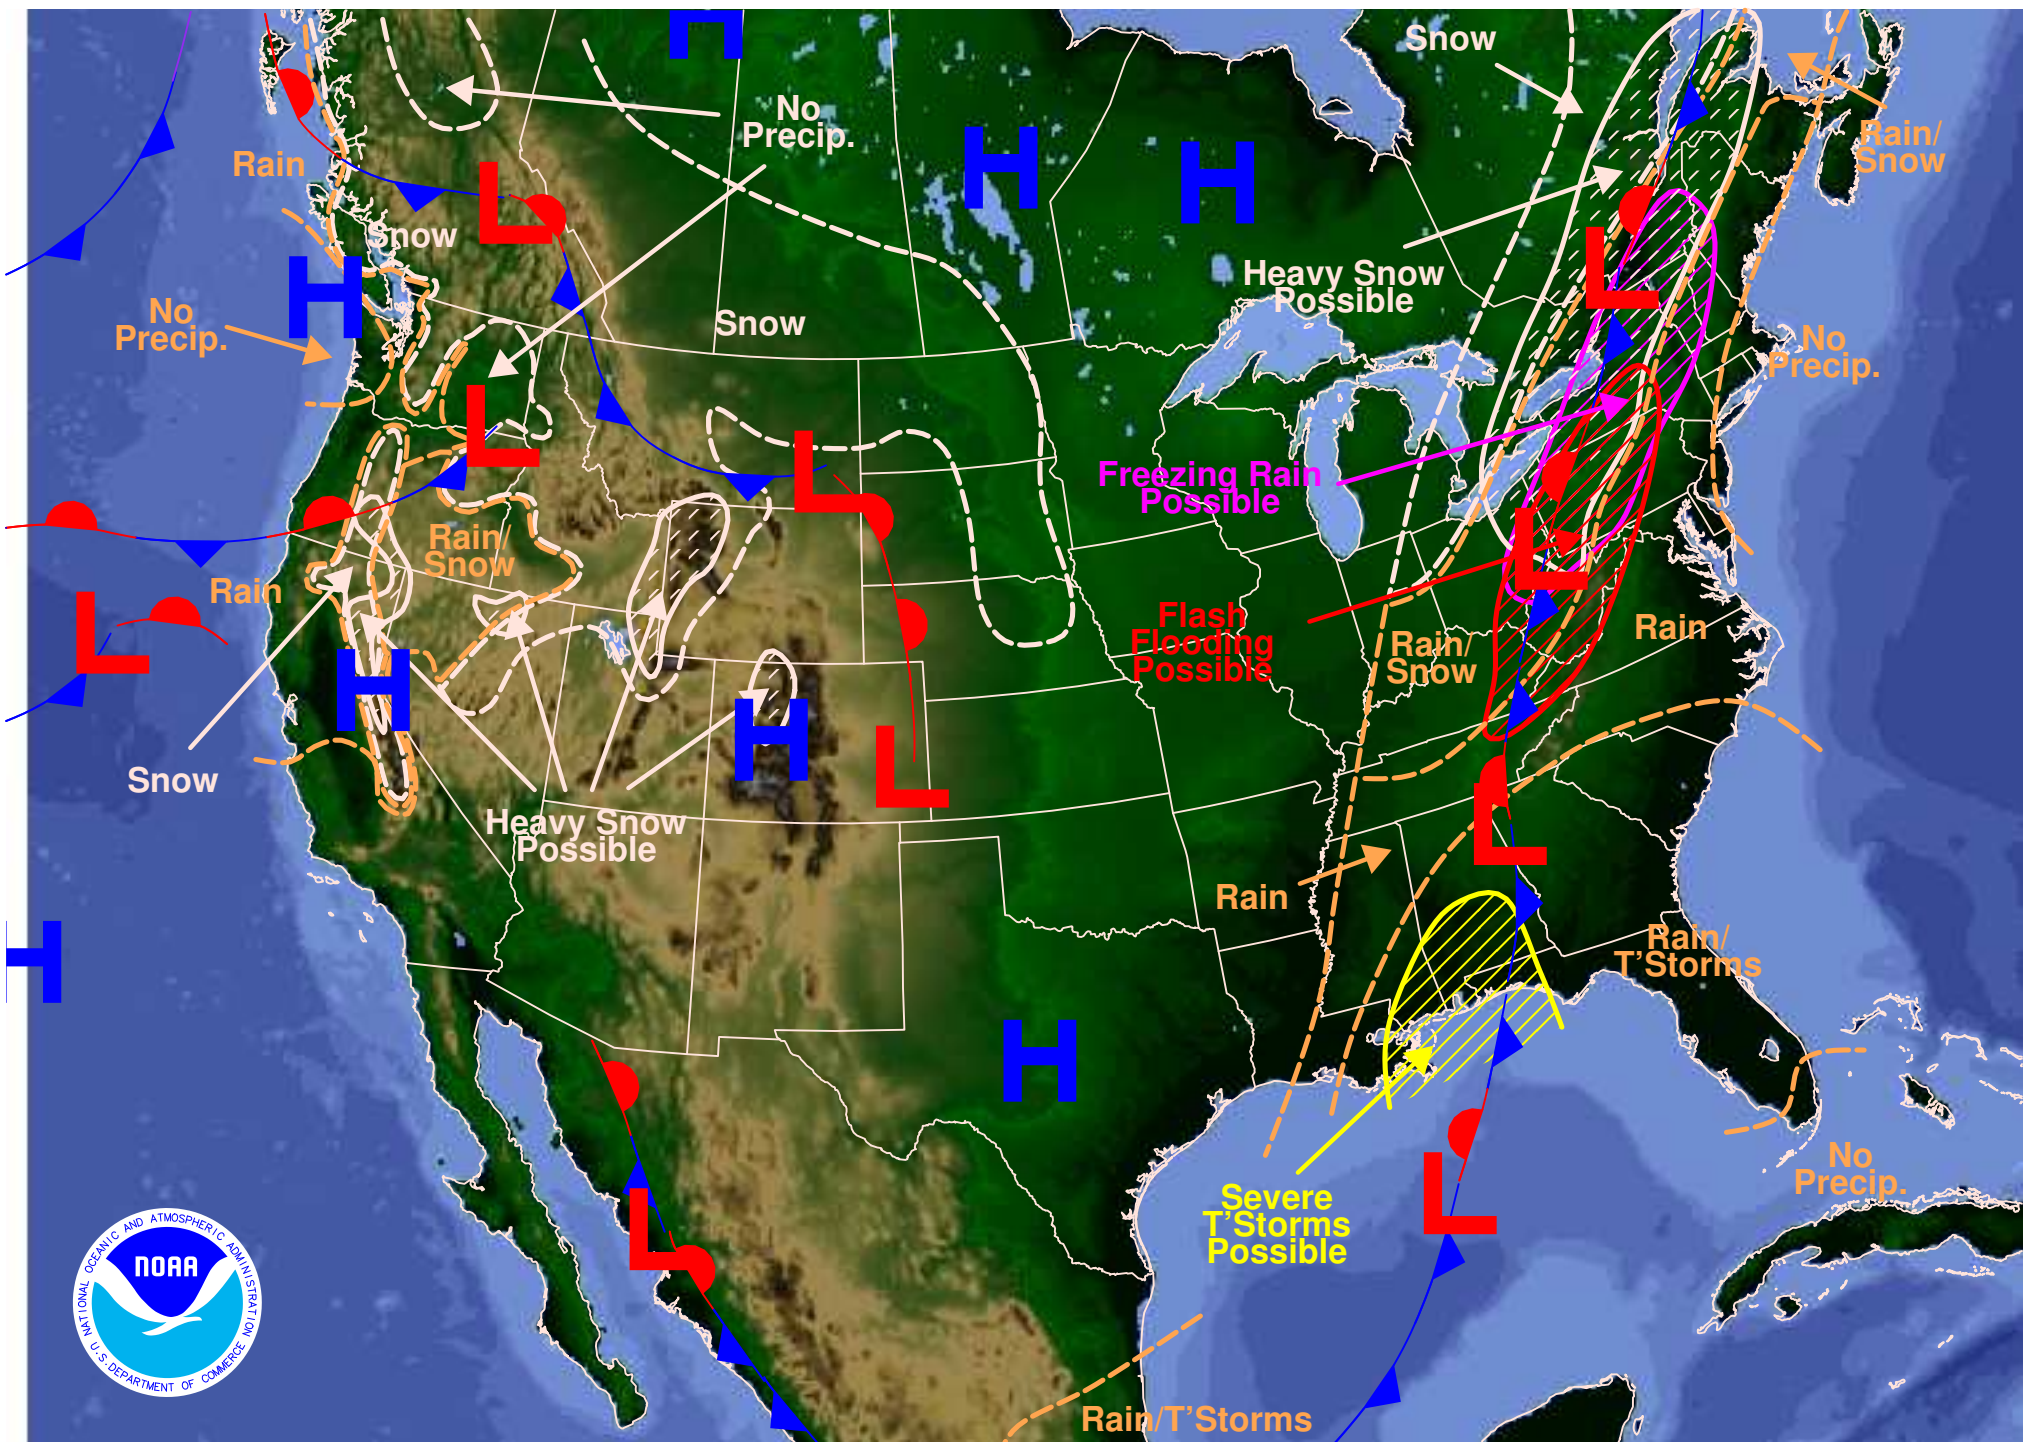 H
Snow
No
Precip.
H
H
Rain/
Snow
Rain
L
Snow
H
Heavy Snow
Possible
L
No
Precip.
Snow
No
Precip.
L
L
Freezing Rain
Possible
Rain/
Snow
L
Rain
L
Flash
Flooding
Possible
Rain/
Snow
Rain
H
H
Snow
L
Heavy Snow
Possible
L
Rain
H
Rain/
T'Storms
H
No
Precip.
Severe
T'Storms
Possible
L
L
NATIONAL OCEANIC AND ATMOSPHERIC ADMINISTRATION
NOAA
U.S. DEPARTMENT OF COMMERCE
Rain/T'Storms